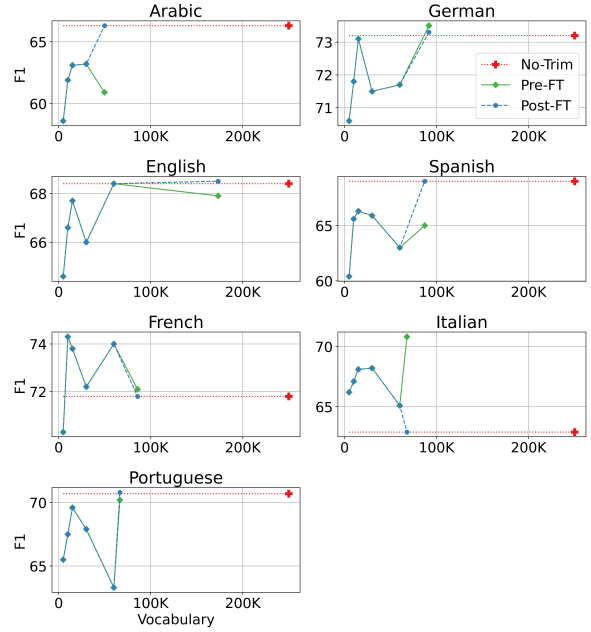 Arabic
F1
65
60
0
100K
200K
German
73
72
71
0
100K
200K
No-Trim
Pre-FT
Post-FT
English
F1
68
66
0
100K
200K
Spanish
65
60
0
100K
200K
French
F1
74
72
0
100K
200K
Italian
70
65
0
100K
200K
Portuguese
F1
70
65
0
100K
200K
Vocabulary